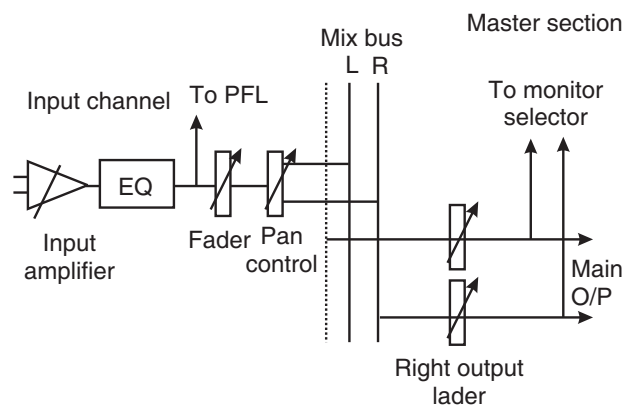 Master section
Mix bus
L R
To monitor
selector
Input channel
To PFL
EQ
Input
amplifier
Fader
Pan
control
Main
O/P
Right output
lader